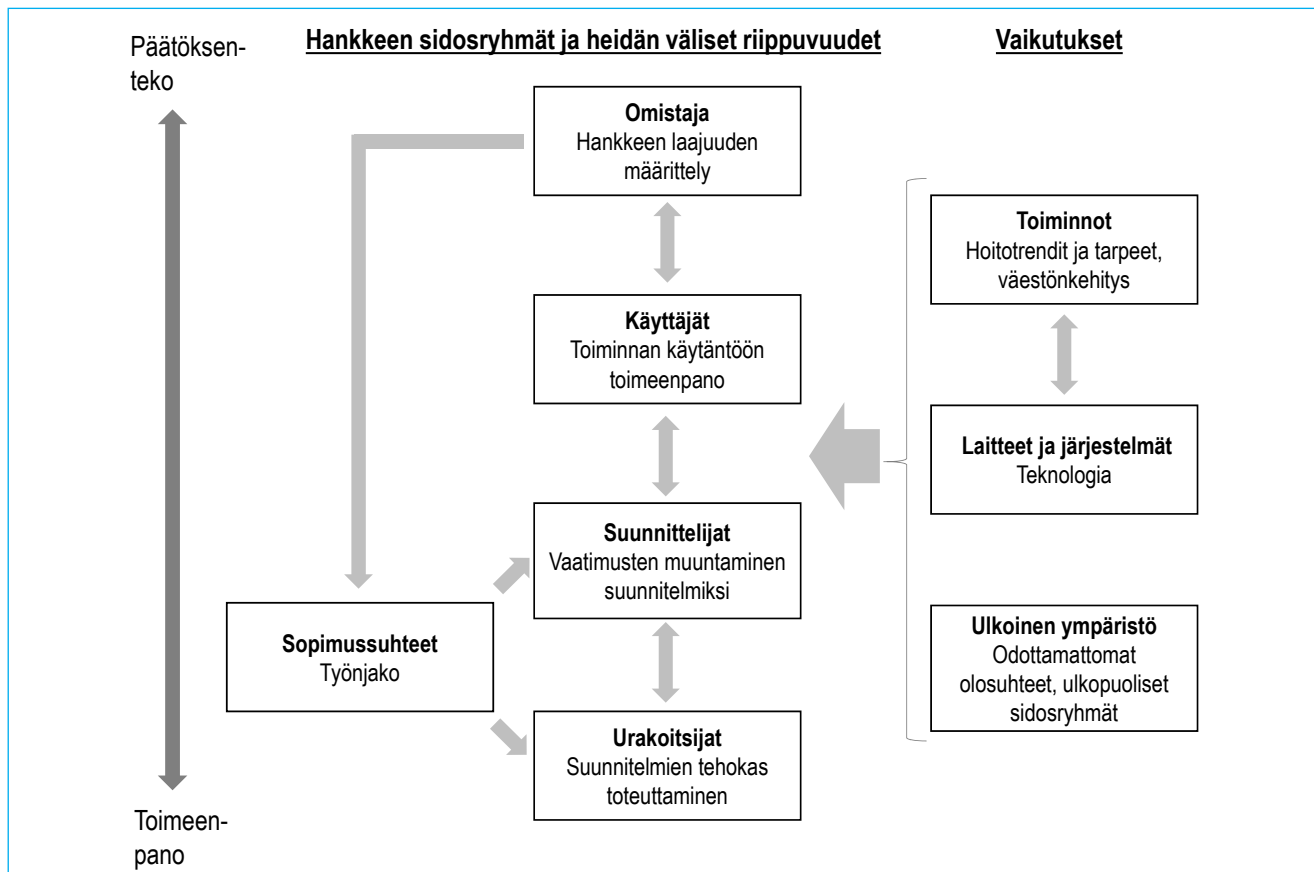 Päätöksen-
teko
Hankkeen sidosryhmät ja heidän väliset riippuvuudet
Vaikutukset
Omistaja
Hankkeen laajuuden
määrittely
Käyttäjät
Toiminnan käytäntöön
toimeenpano
Suunnittelijat
Vaatimusten muuntaminen
suunnitelmiksi
Sopimussuhteet
Työnjako
Urakoitsijat
Suunnitelmien tehokas
toteuttaminen
Toiminnot
Hoitotrendit ja tarpeet,
väestönkehitys
Laitteet ja järjestelmät
Teknologia
Ulkoinen ympäristö
Odottamattomat
olosuhteet, ulkopuoliset
sidosryhmät
Toimeen-
pano